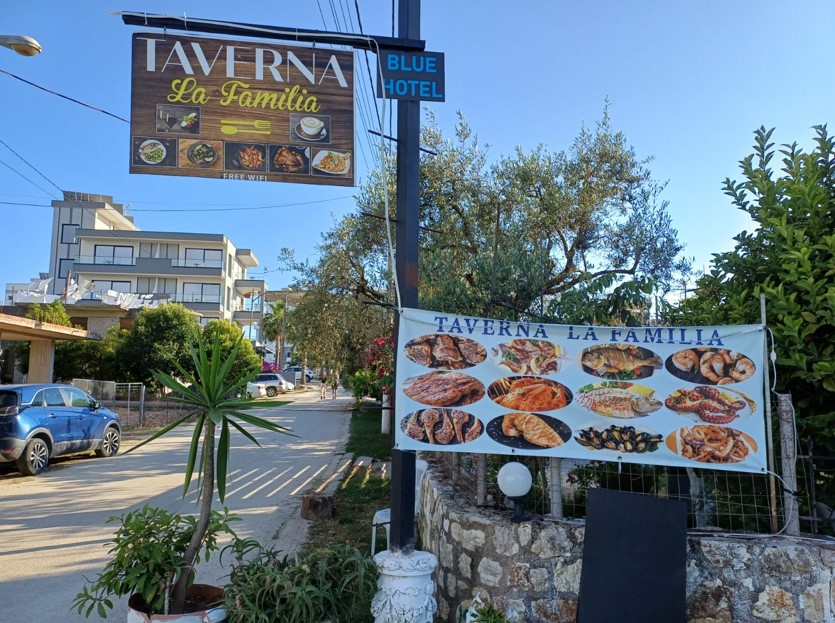 TAVERNA
La Familia
FREE WIFI
BLUE
HOTEL
TAVERNA LA FAMILIA